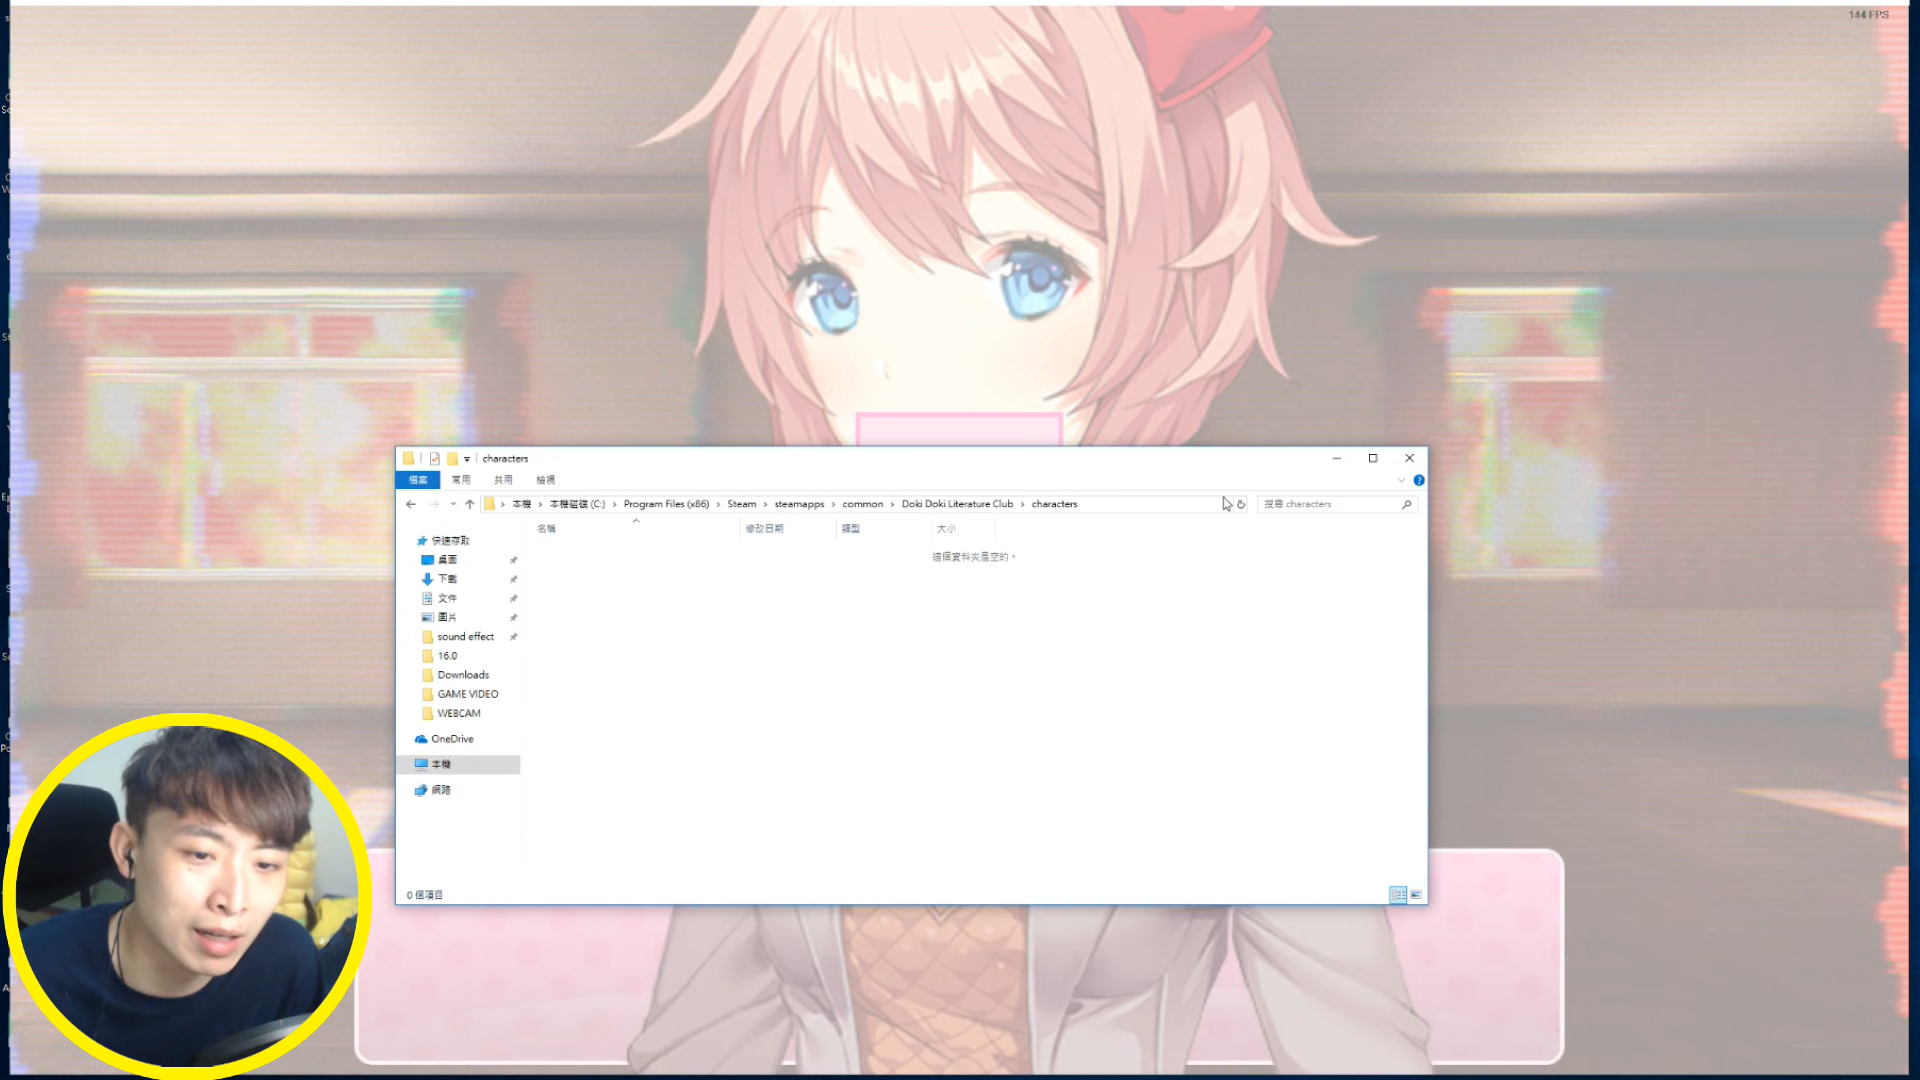 144 FPS
characters
檔案 常用 共用 檢視
本機 > 本機磁碟 (C:) > Program Files (x86) > Steam > steamapps > common > Doki Doki Literature Club > characters
搜尋 characters
名稱 修改日期 類型 大小
這個資料夾是空的。
快速存取
桌面
下載
文件
圖片
sound effect
16.0
Downloads
GAME VIDEO
WEBCAM
OneDrive
本機
網路
0 個項目